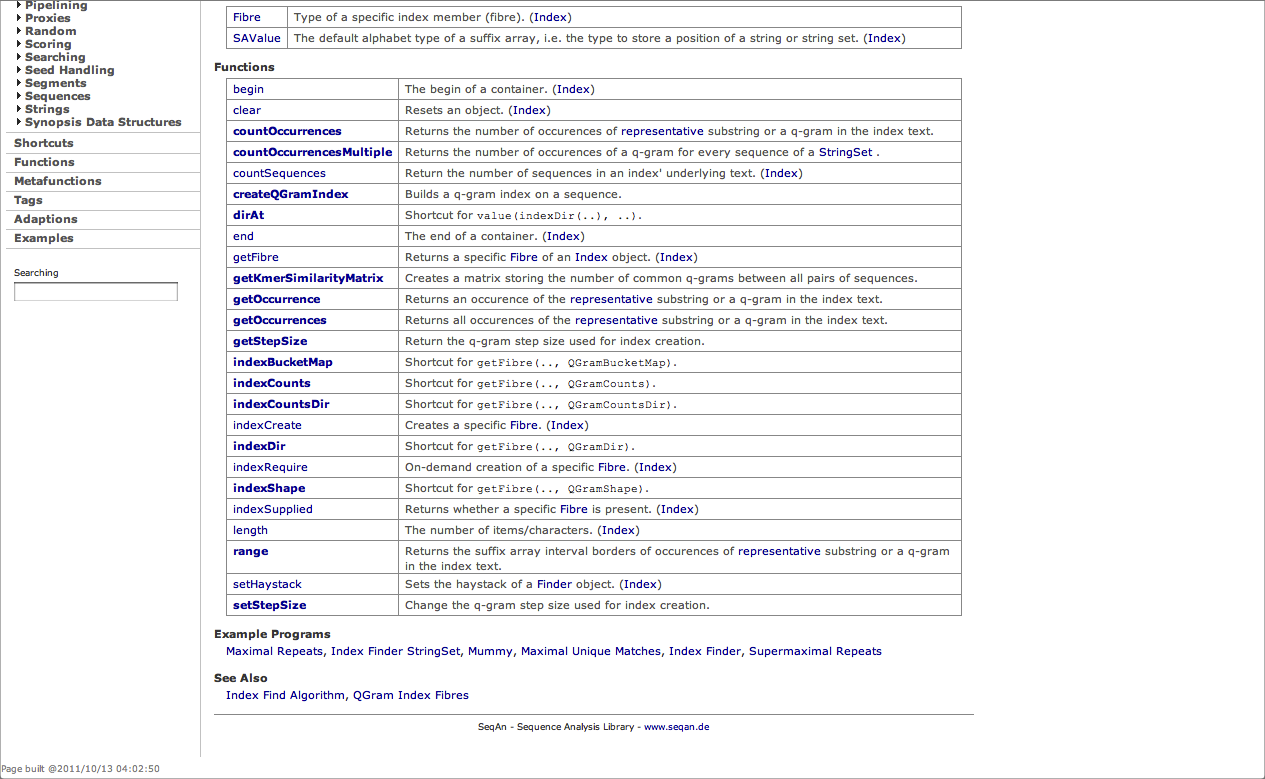 Pipelining
Proxies
Random
Scoring
Searching
Seed Handling
Segments
Sequences
Strings
Synopsis Data Structures
Shortcuts
Functions
Metafunctions
Tags
Adaptions
Examples
Searching
Fibre Type of a specific index member (fibre). (Index)
SAValue The default alphabet type of a suffix array, i.e. the type to store a position of a string or string set. (Index)
Functions
begin The begin of a container. (Index)
clear Resets an object. (Index)
countOccurrences Returns the number of occurences of representative substring or a q-gram in the index text.
countOccurrencesMultiple Returns the number of occurences of a q-gram for every sequence of a StringSet .
countSequences Return the number of sequences in an index' underlying text. (Index)
createQGramIndex Builds a q-gram index on a sequence.
dirAt Shortcut for value(indexDir(..), ..).
end The end of a container. (Index)
getFibre Returns a specific Fibre of an Index object. (Index)
getKmerSimilarityMatrix Creates a matrix storing the number of common q-grams between all pairs of sequences.
getOccurrence Returns an occurence of the representative substring or a q-gram in the index text.
getOccurrences Returns all occurences of the representative substring or a q-gram in the index text.
getStepSize Return the q-gram step size used for index creation.
indexBucketMap Shortcut for getFibre(.., QGramBucketMap).
indexCounts Shortcut for getFibre(.., QGramCounts).
indexCountsDir Shortcut for getFibre(.., QGramCountsDir).
indexCreate Creates a specific Fibre. (Index)
indexDir Shortcut for getFibre(.., QGramDir).
indexRequire On-demand creation of a specific Fibre. (Index)
indexShape Shortcut for getFibre(.., QGramShape).
indexSupplied Returns whether a specific Fibre is present. (Index)
length The number of items/characters. (Index)
range Returns the suffix array interval borders of occurences of representative substring or a q-gram
in the index text.
setHaystack Sets the haystack of a Finder object. (Index)
setStepSize Change the q-gram step size used for index creation.
Example Programs
Maximal Repeats, Index Finder StringSet, Mummy, Maximal Unique Matches, Index Finder, Supermaximal Repeats
See Also
Index Find Algorithm, QGram Index Fibres
SeqAn - Sequence Analysis Library - www.seqan.de
Page built @2011/10/13 04:02:50